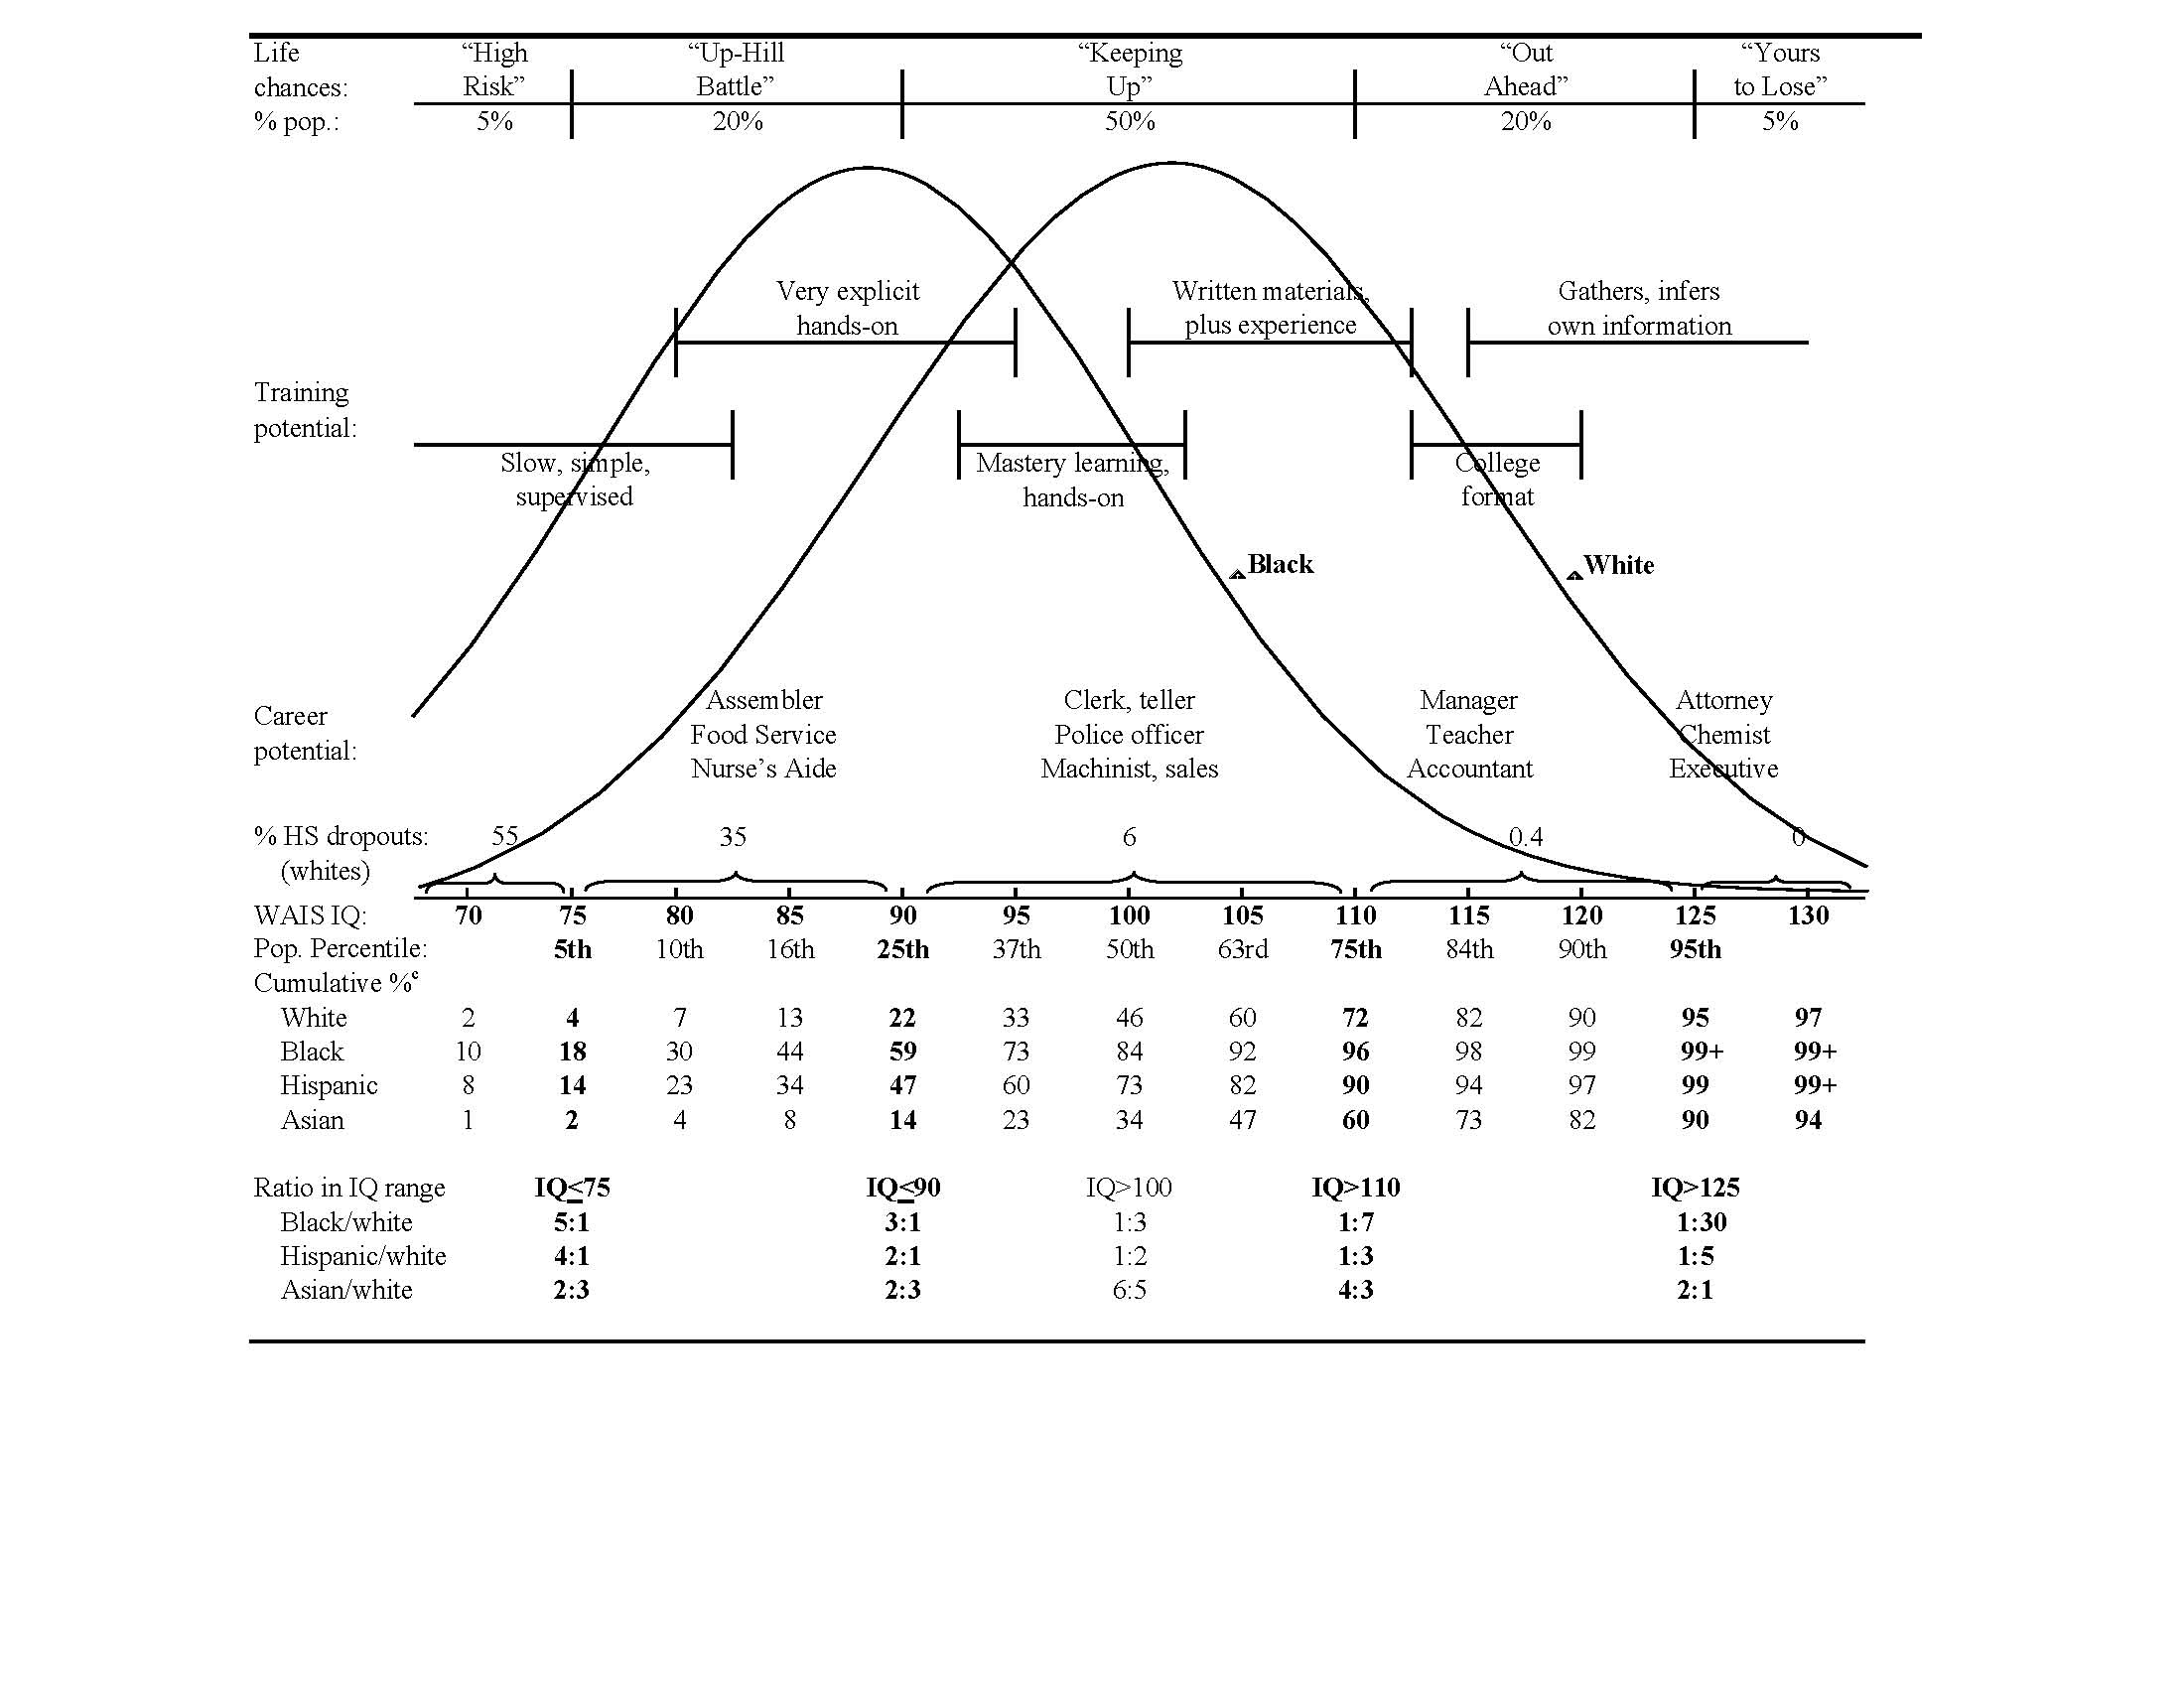 Life “High “Up-Hill “Keeping “Out “Yours
chances: Risk” Battle” Up” Ahead” to Lose”
% pop.: 5% 20% 50% 20% 5%
Very explicit Written materials, Gathers, infers
hands-on plus experience own information
Training
potential:
Slow, simple, Mastery learning, College
supervised hands-on format
Black White
Assembler Clerk, teller Manager Attorney
Career Food Service Police officer Teacher Chemist
potential: Nurse’s Aide Machinist, sales Accountant Executive
% HS dropouts: 55 35 6 0.4 0
(whites)
WAIS IQ: 70 75 80 85 90 95 100 105 110 115 120 125 130
Pop. Percentile: 5th 10th 16th 25th 37th 50th 63rd 75th 84th 90th 95th
Cumulative %c
White 2 4 7 13 22 33 46 60 72 82 90 95 97
Black 10 18 30 44 59 73 84 92 96 98 99 99+ 99+
Hispanic 8 14 23 34 47 60 73 82 90 94 97 99 99+
Asian 1 2 4 8 14 23 34 47 60 73 82 90 94
Ratio in IQ range IQ≤75 IQ≤90 IQ>100 IQ>110 IQ>125
Black/white 5:1 3:1 1:3 1:7 1:30
Hispanic/white 4:1 2:1 1:2 1:3 1:5
Asian/white 2:3 2:3 6:5 4:3 2:1